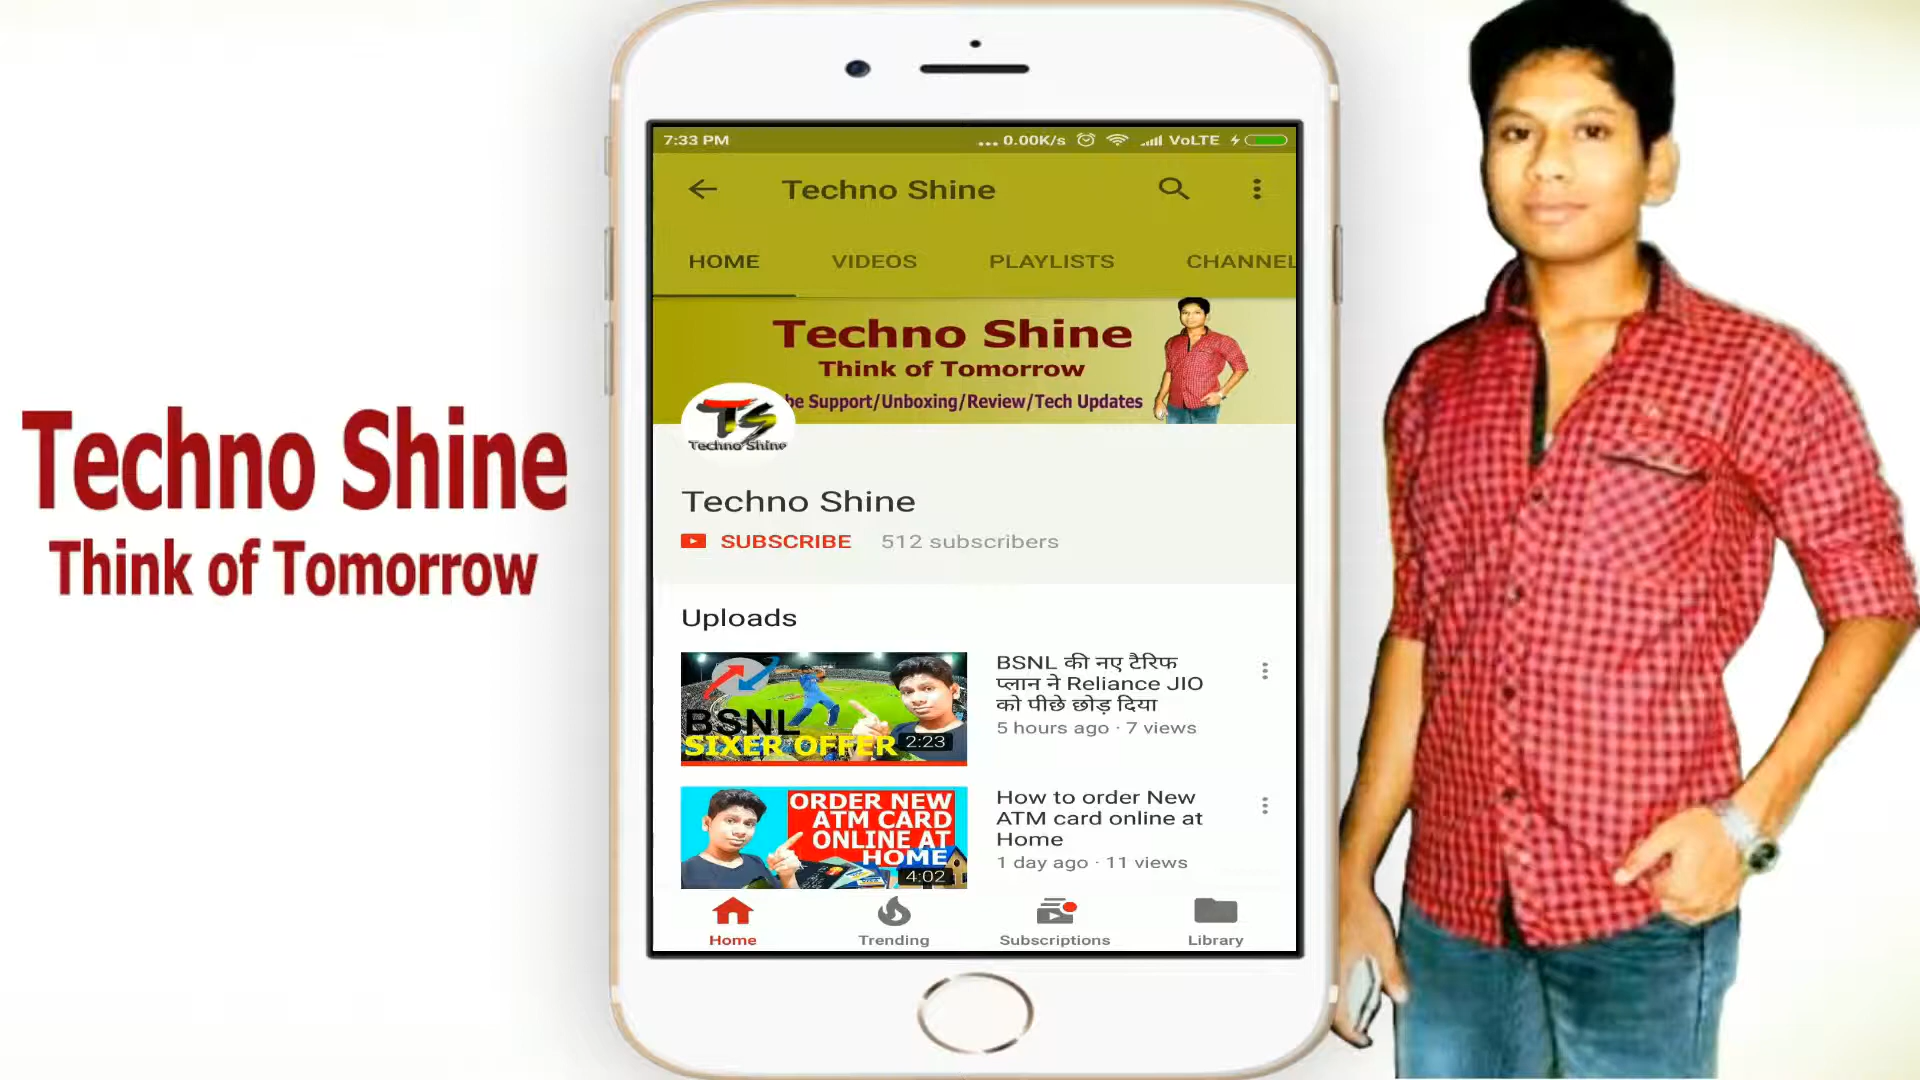 Techno Shine
Think of Tomorrow
7:33 PM
... 0.00K/s VoLTE
Techno Shine
HOME VIDEOS PLAYLISTS CHANNEL
Techno Shine
Think of Tomorrow
be Support/Unboxing/Review/Tech Updates
TS
Techno Shine
Techno Shine
SUBSCRIBE 512 subscribers
Uploads
BSNL
SIXER OFFER
2:23
BSNL की नए टैरिफ
प्लान ने Reliance JIO
को पीछे छोड़ दिया
5 hours ago · 7 views
ORDER NEW
ATM CARD
ONLINE AT
HOME
4:02
How to order New
ATM card online at
Home
1 day ago · 11 views
Home Trending Subscriptions Library